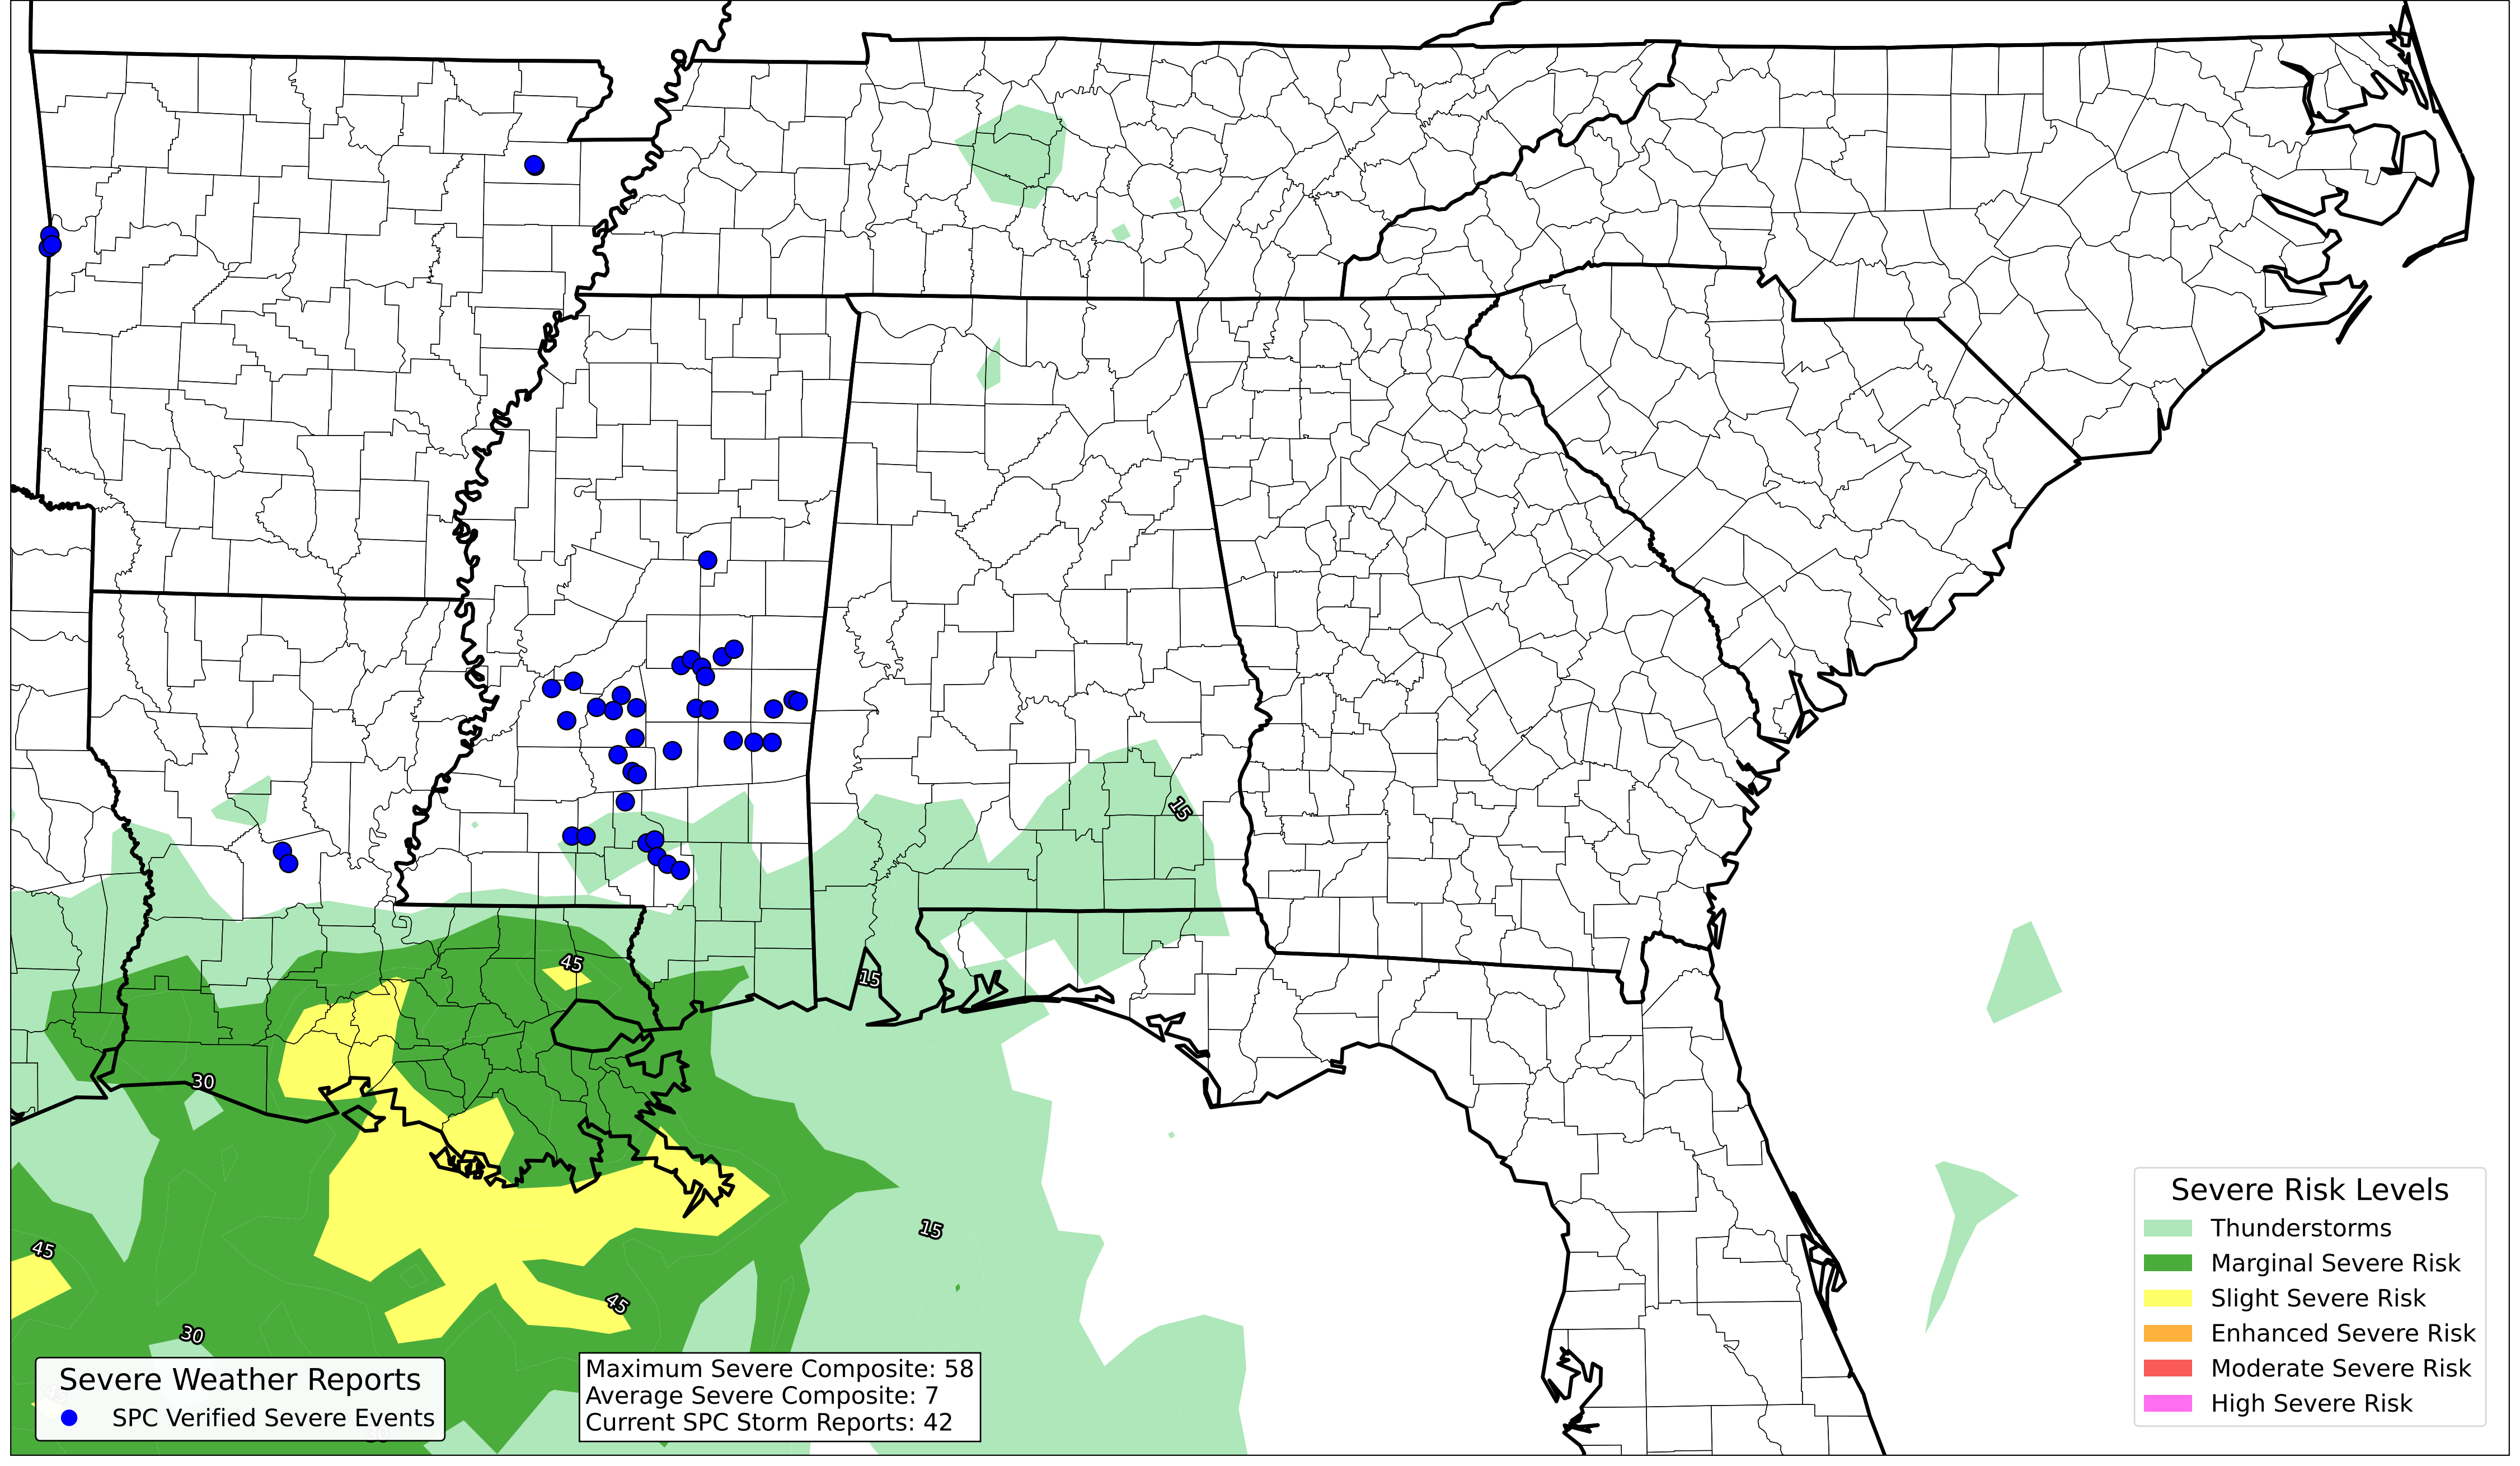 15
45
15
30
15
45
45
30
Severe Risk Levels
Thunderstorms
Marginal Severe Risk
Slight Severe Risk
Enhanced Severe Risk
Moderate Severe Risk
High Severe Risk
Severe Weather Reports
SPC Verified Severe Events
Maximum Severe Composite: 58
Average Severe Composite: 7
Current SPC Storm Reports: 42